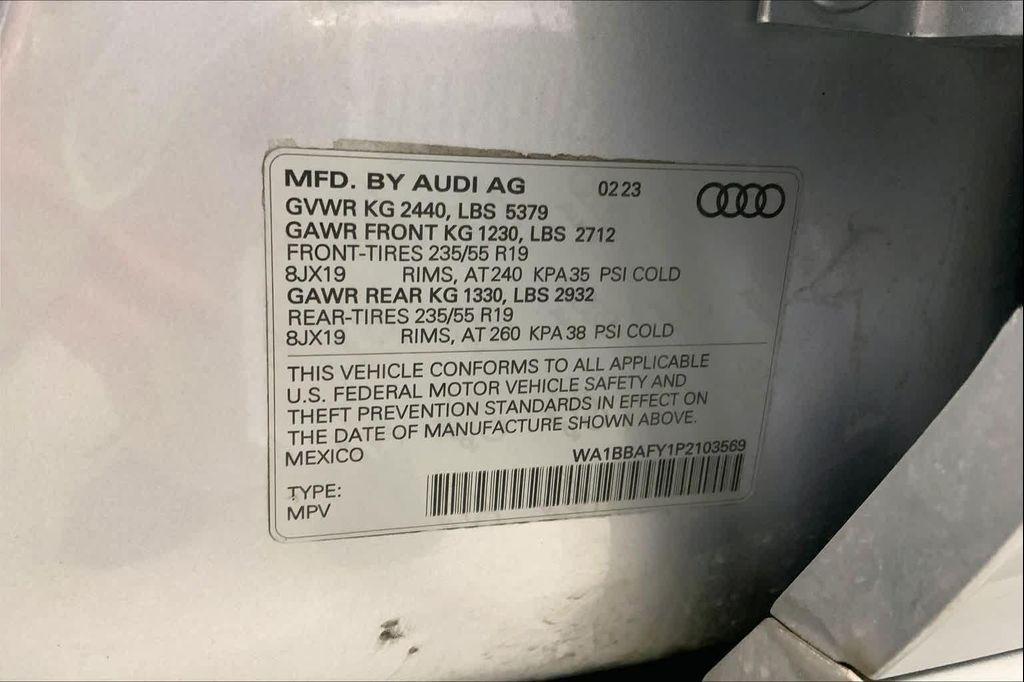 MFD. BY AUDI AG 02 23
GVWR KG 2440, LBS 5379
GAWR FRONT KG 1230, LBS 2712
FRONT-TIRES 235/55 R19
8JX19 RIMS, AT 240 KPA 35 PSI COLD
GAWR REAR KG 1330, LBS 2932
REAR-TIRES 235/55 R19
8JX19 RIMS, AT 260 KPA 38 PSI COLD
THIS VEHICLE CONFORMS TO ALL APPLICABLE
U.S. FEDERAL MOTOR VEHICLE SAFETY AND
THEFT PREVENTION STANDARDS IN EFFECT ON
THE DATE OF MANUFACTURE SHOWN ABOVE.
MEXICO WA1BBAFY1P2103569
TYPE:
MPV